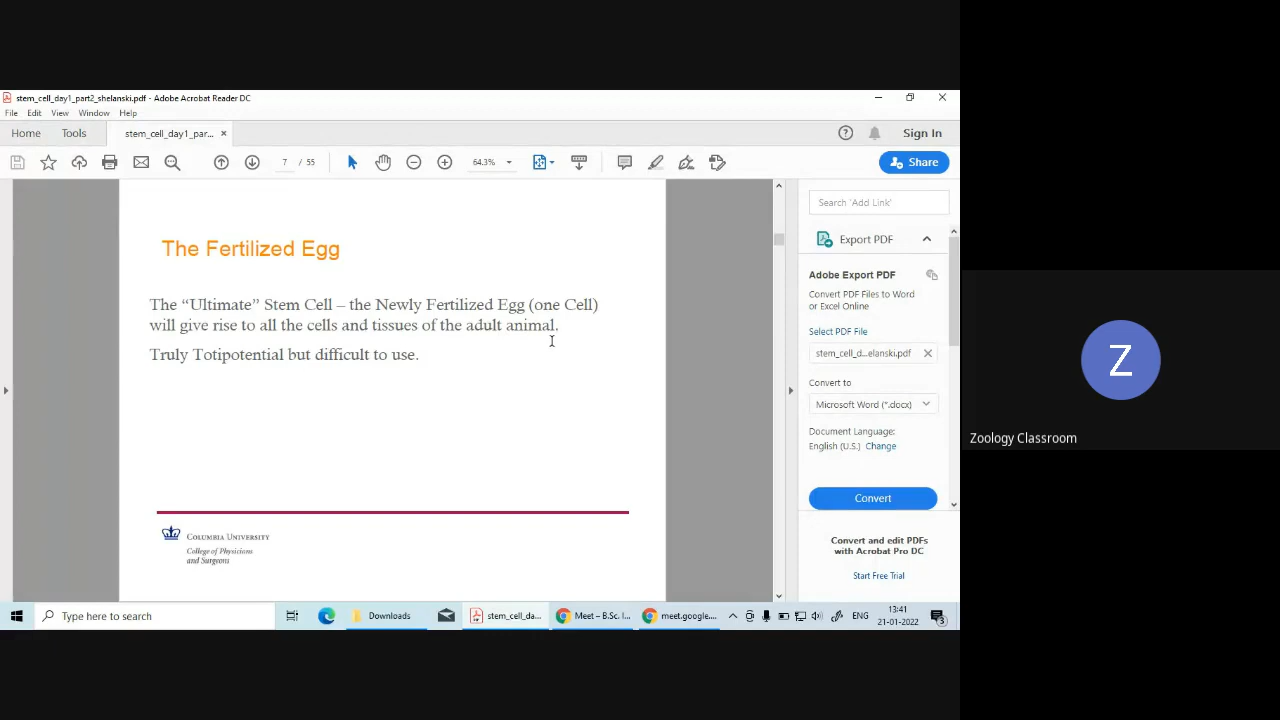 stem_cell_day1_part2_shelanski.pdf - Adobe Acrobat Reader DC
File Edit View Window Help
Home Tools stem_cell_day1_par... × Sign In
7 / 55 64.3% Share
The Fertilized Egg
The “Ultimate” Stem Cell – the Newly Fertilized Egg (one Cell)
will give rise to all the cells and tissues of the adult animal.
Truly Totipotential but difficult to use.
COLUMBIA UNIVERSITY
College of Physicians
and Surgeons
Search 'Add Link'
Export PDF
Adobe Export PDF
Convert PDF Files to Word
or Excel Online
Select PDF File
stem_cell_d...elanski.pdf
Convert to
Microsoft Word (*.docx)
Document Language:
English (U.S.) Change
Convert
Convert and edit PDFs
with Acrobat Pro DC
Start Free Trial
Z
Zoology Classroom
Type here to search Downloads stem_cell_da... Meet – B.Sc. I... meet.google.... ENG 13:41
21-01-2022
3